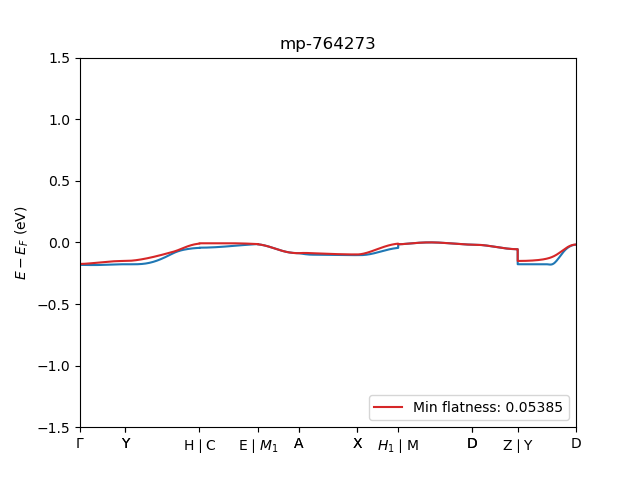 mp-764273
1.5
1.0
0.5
0.0
−0.5
−1.0
−1.5
E − E_F (eV)
Min flatness: 0.05385
Γ Y H | C E | M₁ A X H₁ | M D Z | Y D